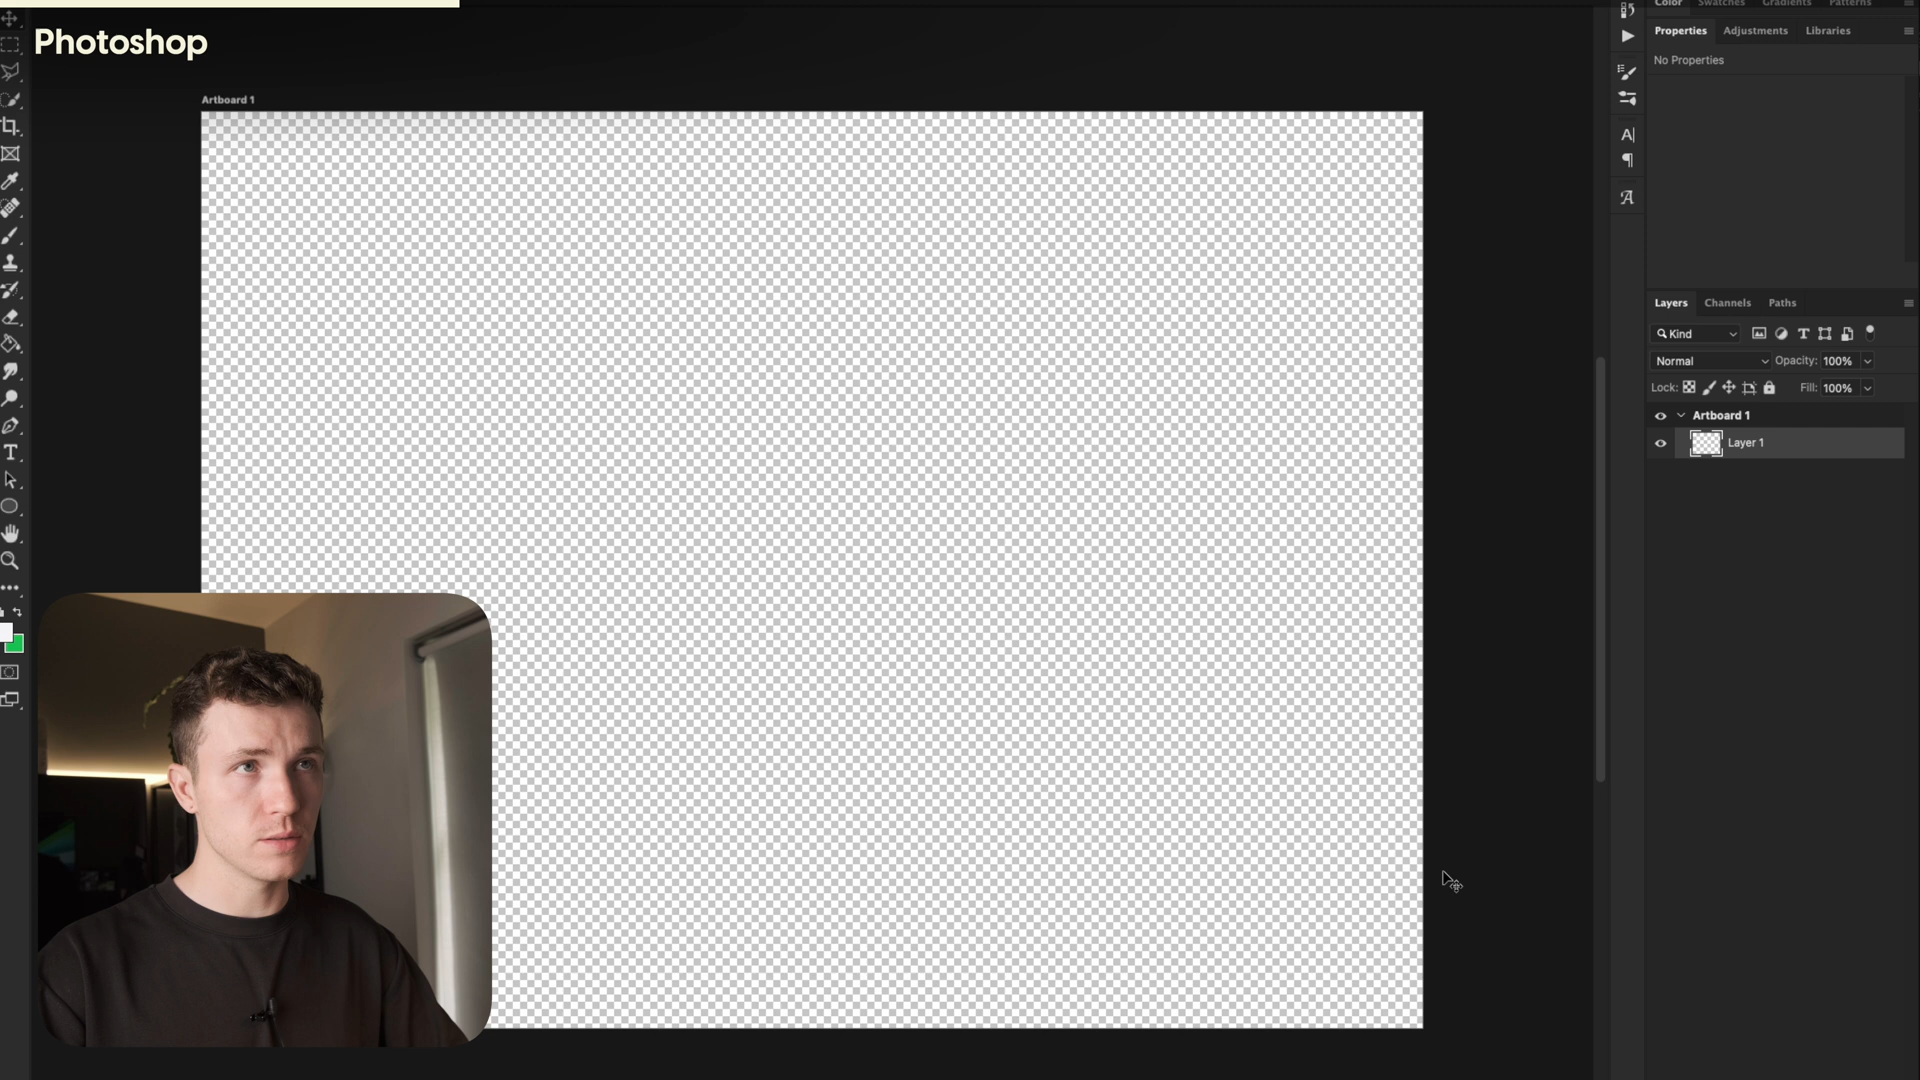 Photoshop
Artboard 1
Color Swatches Gradients Patterns
Properties Adjustments Libraries
No Properties
Layers Channels Paths
Kind
Normal Opacity: 100%
Lock: Fill: 100%
Artboard 1
Layer 1